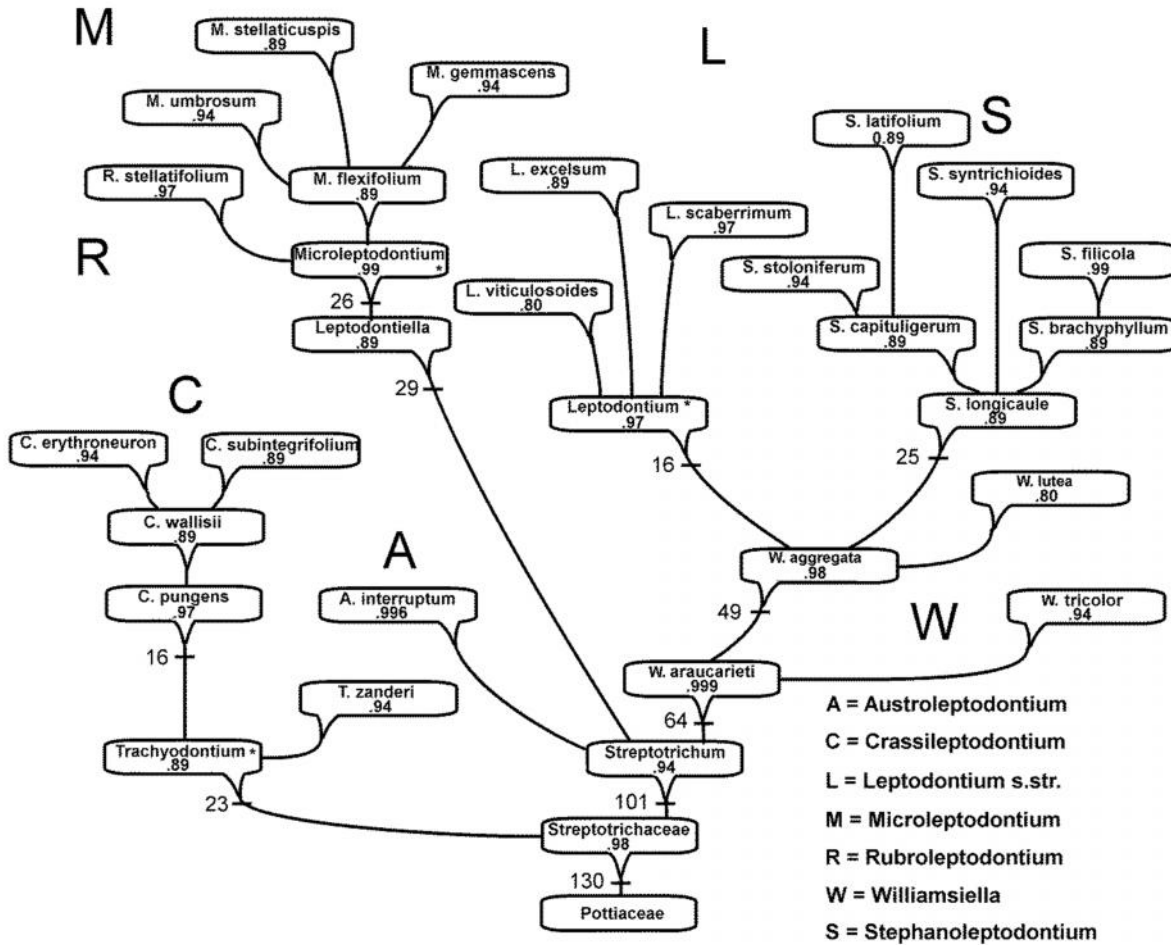 M
M. stellaticuspis
.89
M. gemmascens
.94
L
M. umbrosum
.94
S. latifolium
0.89
S
R. stellatifolium
.97
M. flexifolium
.89
L. excelsum
.89
S. syntrichioides
.94
L. scaberrimum
.97
R
Microleptodontium
.99 *
S. stoloniferum
.94
S. filicola
.99
26
L. viticulosoides
.80
Leptodontiella
.89
S. capituligerum
.89
S. brachyphyllum
.89
29
C
Leptodontium *
.97
S. longicaule
.89
C. erythroneuron
.94
C. subintegrifolium
.89
16
25
W. lutea
.80
C. wallisii
.89
A
W. aggregata
.98
C. pungens
.97
A. interruptum
.996
49
W
W. tricolor
.94
16
W. araucarieti
.999
T. zanderi
.94
64
Trachyodontium *
.89
Streptotrichum
.94
23
101
Streptotrichaceae
.98
130
Pottiaceae
A = Austroleptodontium
C = Crassileptodontium
L = Leptodontium s.str.
M = Microleptodontium
R = Rubroleptodontium
W = Williamsiella
S = Stephanoleptodontium